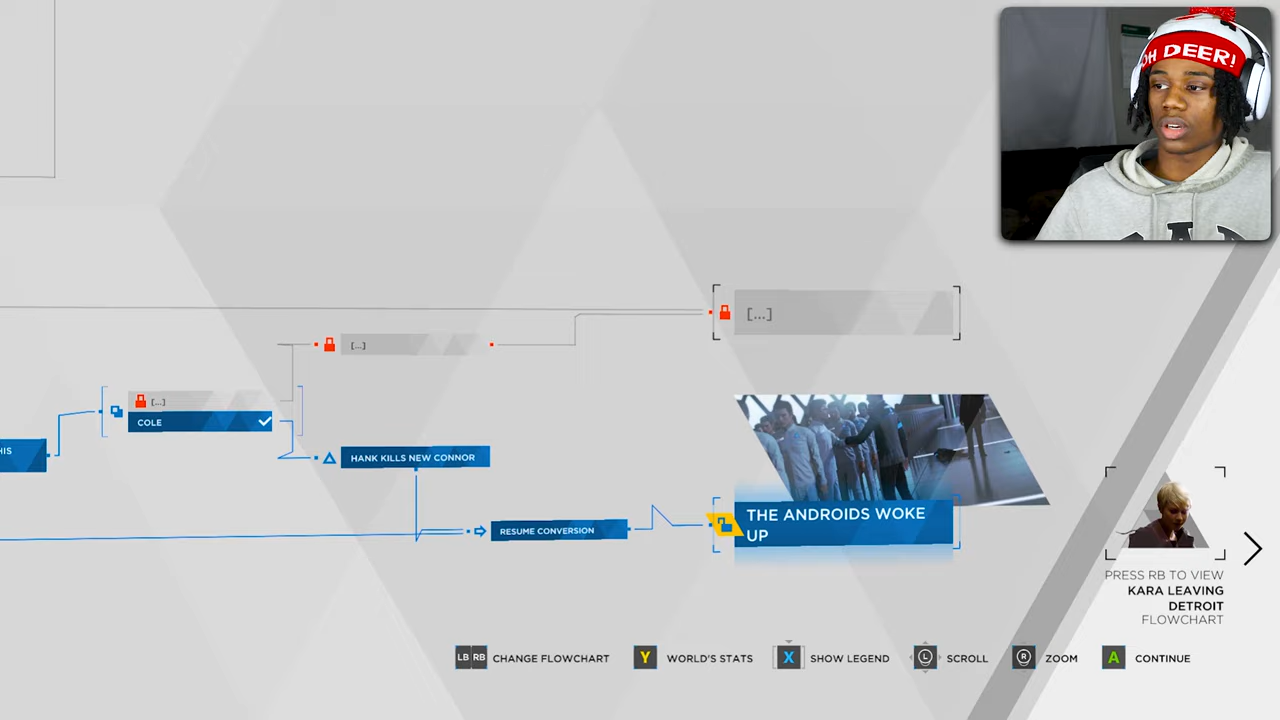 OH DEER!
[...]
[...]
[...]
COLE
HIS
HANK KILLS NEW CONNOR
RESUME CONVERSION
THE ANDROIDS WOKE
UP
PRESS RB TO VIEW
KARA LEAVING
DETROIT
FLOWCHART
LB RB CHANGE FLOWCHART
Y WORLD'S STATS
X SHOW LEGEND
L SCROLL
R ZOOM
A CONTINUE